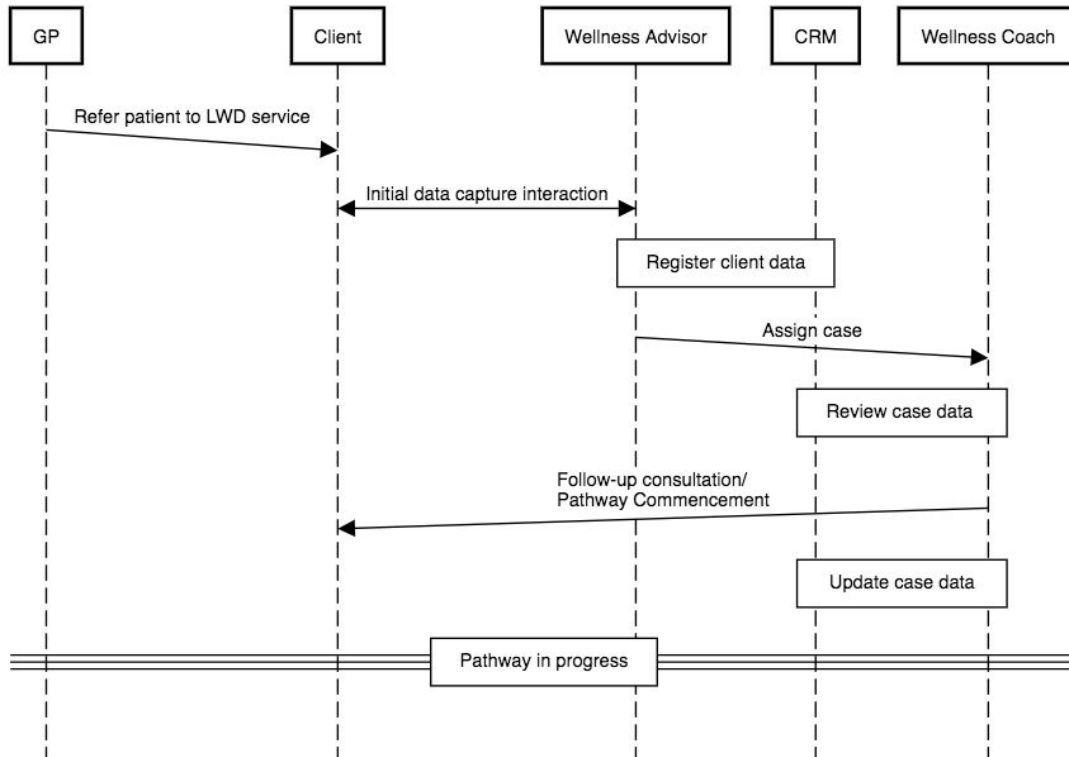 GP
Client
Wellness Advisor
CRM
Wellness Coach
Refer patient to LWD service
Initial data capture interaction
Register client data
Assign case
Review case data
Follow-up consultation/
Pathway Commencement
Update case data
Pathway in progress